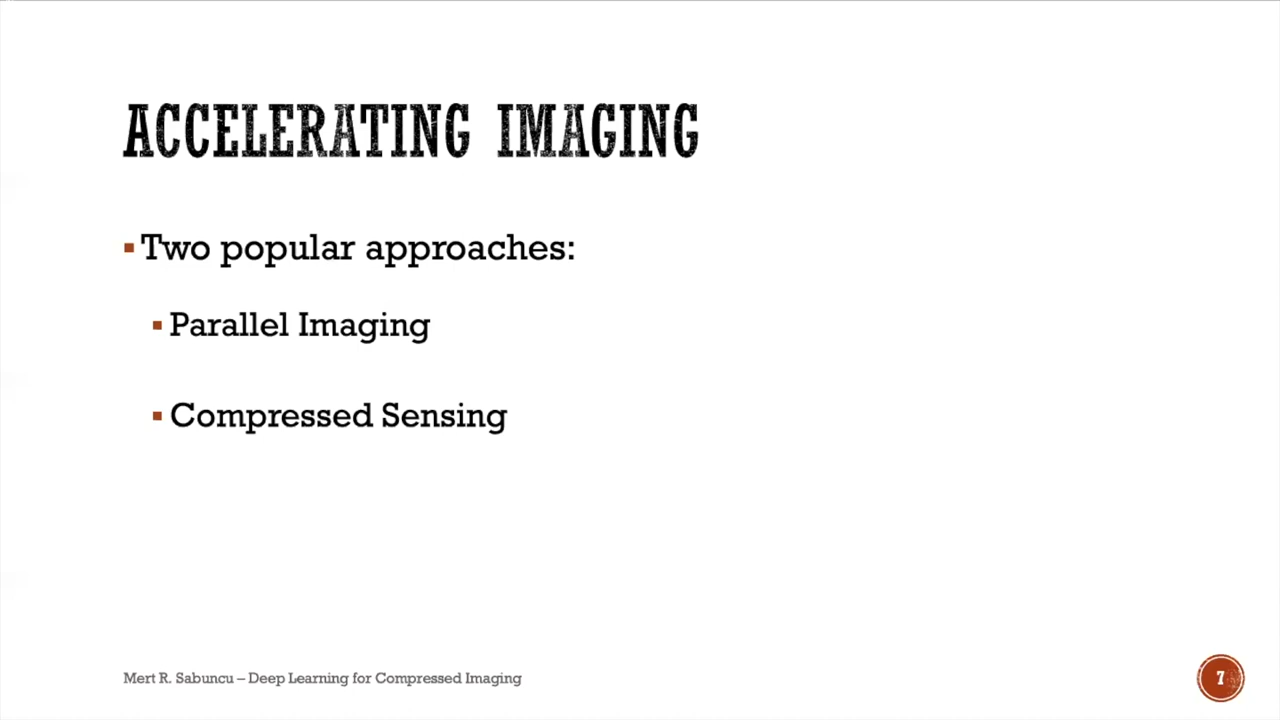 ACCELERATING IMAGING
Two popular approaches:
Parallel Imaging
Compressed Sensing
Mert R. Sabuncu – Deep Learning for Compressed Imaging
7